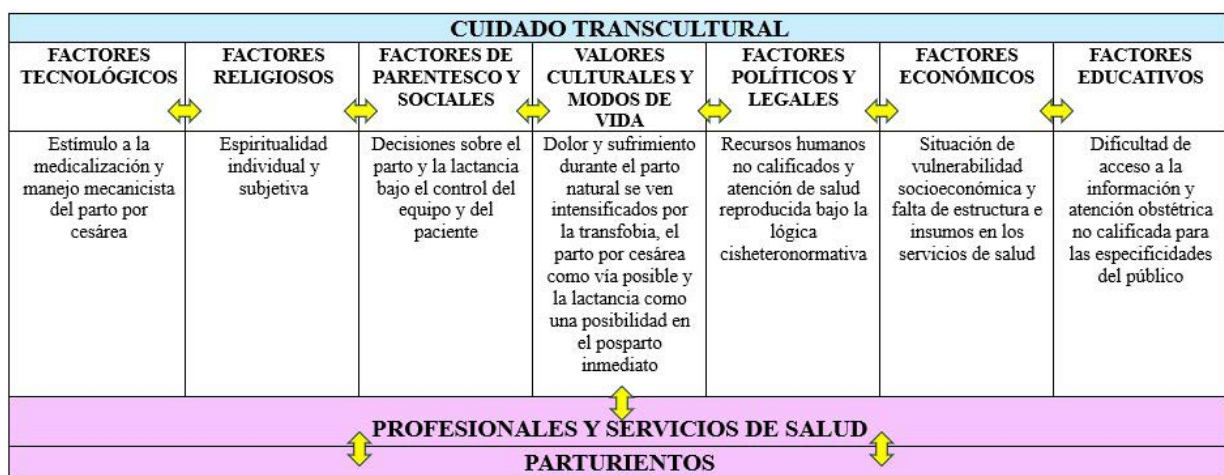 CUIDADO TRANSCULTURAL
FACTORES
TECNOLÓGICOS
FACTORES
RELIGIOSOS
FACTORES DE
PARENTESCO Y
SOCIALES
VALORES
CULTURALES Y
MODOS DE
VIDA
FACTORES
POLÍTICOS Y
LEGALES
FACTORES
ECONÓMICOS
FACTORES
EDUCATIVOS
Estímulo a la
medicalización y
manejo mecanicista
del parto por
cesárea
Espiritualidad
individual y
subjetiva
Decisiones sobre el
parto y la lactancia
bajo el control del
equipo y del
paciente
Dolor y sufrimiento
durante el parto
natural se ven
intensificados por
la transfobia, el
parto por cesárea
como vía posible y
la lactancia como
una posibilidad en
el posparto
inmediato
Recursos humanos
no calificados y
atención de salud
reproducida bajo la
lógica
cisheteronormativa
Situación de
vulnerabilidad
socioeconómica y
falta de estructura e
insumos en los
servicios de salud
Dificultad de
acceso a la
información y
atención obstétrica
no calificada para
las especificidades
del público
PROFESIONALES Y SERVICIOS DE SALUD
PARTURIENTOS